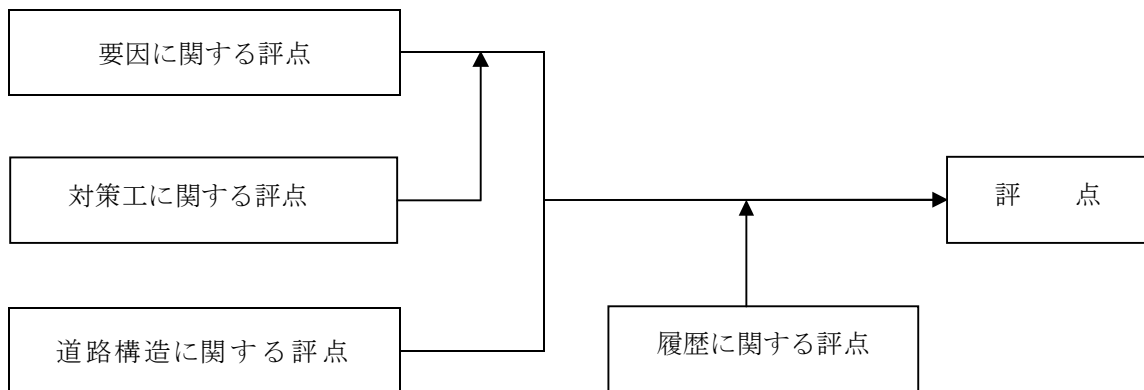 要因に関する評点
対策工に関する評点
評　　点
道路構造に関する評点
履歴に関する評点